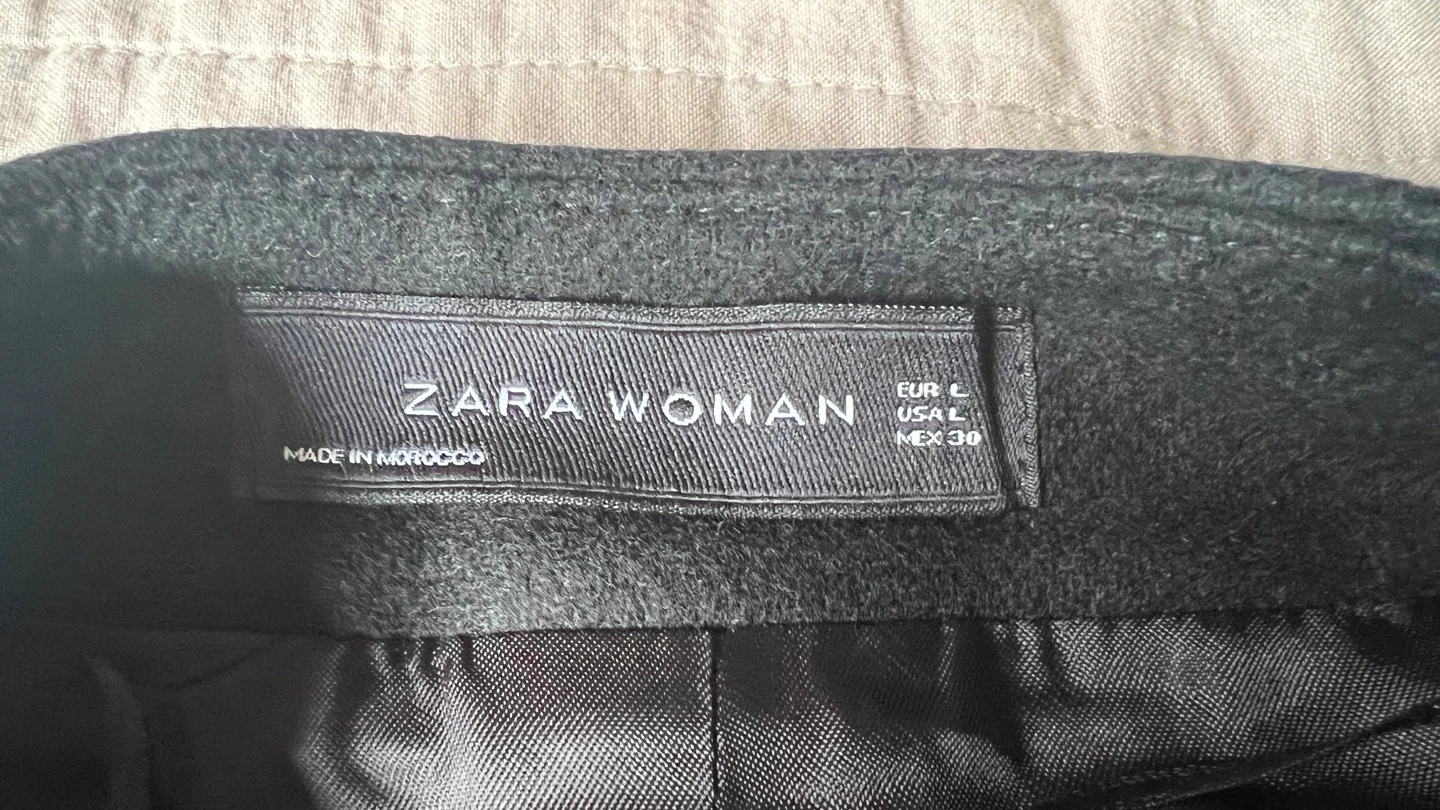 ZARA WOMAN
EUR L
USA L
MEX 30
MADE IN MOROCCO